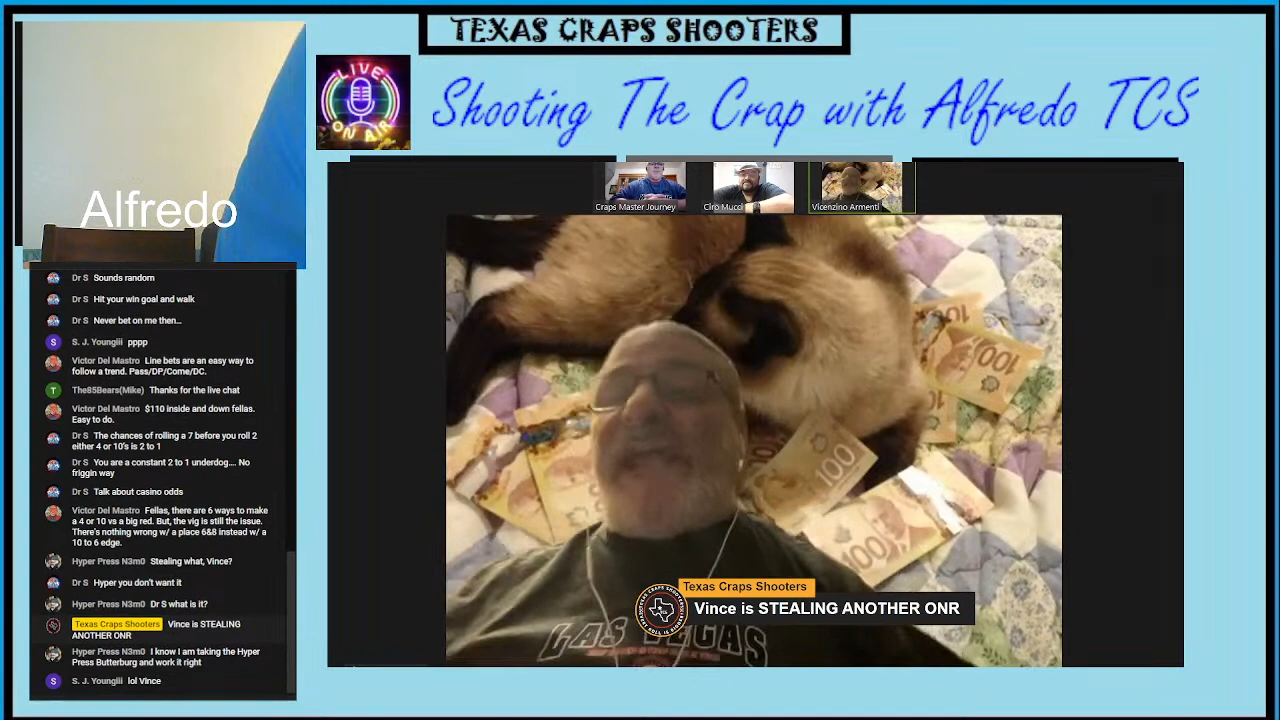 TEXAS CRAPS SHOOTERS
LIVE
ON AIR
Shooting The Crap with Alfredo TCS
Alfredo
Craps Master Journey
Ciro Mucci
Vicenzino Armenti
Dr S Sounds random
Dr S Hit your win goal and walk
Dr S Never bet on me then...
S. J. Youngiii pppp
Victor Del Mastro Line bets are an easy way to
follow a trend. Pass/DP/Come/DC.
The85Bears(Mike) Thanks for the live chat
Victor Del Mastro $110 inside and down fellas.
Easy to do.
Dr S The chances of rolling a 7 before you roll 2
either 4 or 10's is 2 to 1
Dr S You are a constant 2 to 1 underdog.... No
friggin way
Dr S Talk about casino odds
Victor Del Mastro Fellas, there are 6 ways to make
a 4 or 10 vs a big red. But, the vig is still the issue.
There's nothing wrong w/ a place 6&8 instead w/ a
10 to 6 edge.
Hyper Press N3m0 Stealing what, Vince?
Dr S Hyper you don't want it
Hyper Press N3m0 Dr S what is it?
Texas Craps Shooters Vince is STEALING
ANOTHER ONR
Hyper Press N3m0 I know I am taking the Hyper
Press Butterburg and work it right
S. J. Youngiii lol Vince
100
100
100
Texas Craps Shooters
Vince is STEALING ANOTHER ONR
LAS VEGAS